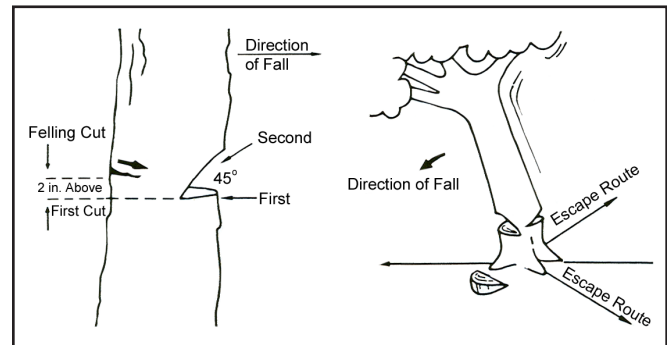 Direction
of Fall
Felling Cut
Second
45°
2 in. Above
First
First Cut
Direction of Fall
Escape Route
Escape Route